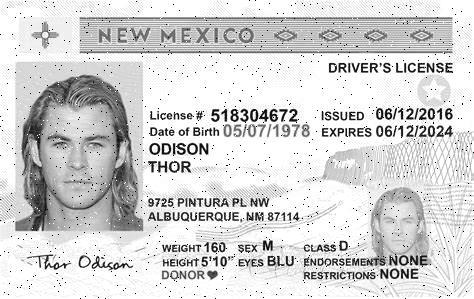 NEW MEXICO
DRIVER'S LICENSE
License # 518304672 ISSUED 06/12/2016
Date of Birth 05/07/1978 EXPIRES 06/12/2024
ODISON
THOR
9725 PINTURA PL NW
ALBUQUERQUE, NM 87114
WEIGHT 160 SEX M CLASS D
HEIGHT 5'10" EYES BLU ENDORSEMENTS NONE
DONOR ❤ RESTRICTIONS NONE
Thor Odison